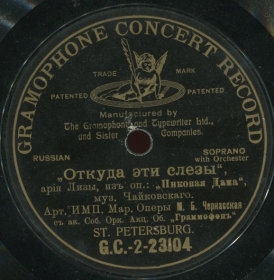 GRAMOPHONE CONCERT RECORD
TRADE MARK
PATENTED PATENTED
Manufactured by
The Gramophone and Typewriter Ltd.,
and Sister Companies.
RUSSIAN
SOPRANO
with Orchester
„Откуда эти слезы“,
арія Лизы, изъ оп.: „Пиковая Дама“,
муз. Чайковскаго.
Арт. ИМП. Мар. Оперы М. Б. Черкасская
съ ак. Соб. Орк. Акц. Об. „Граммофонъ“
ST. PETERSBURG.
G.C.-2-23104